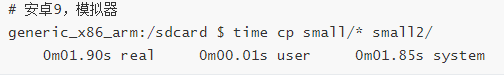 # 安卓9，模拟器
generic_x86_arm:/sdcard $ time cp small/* small2/
    0m01.90s real     0m00.01s user     0m01.85s system